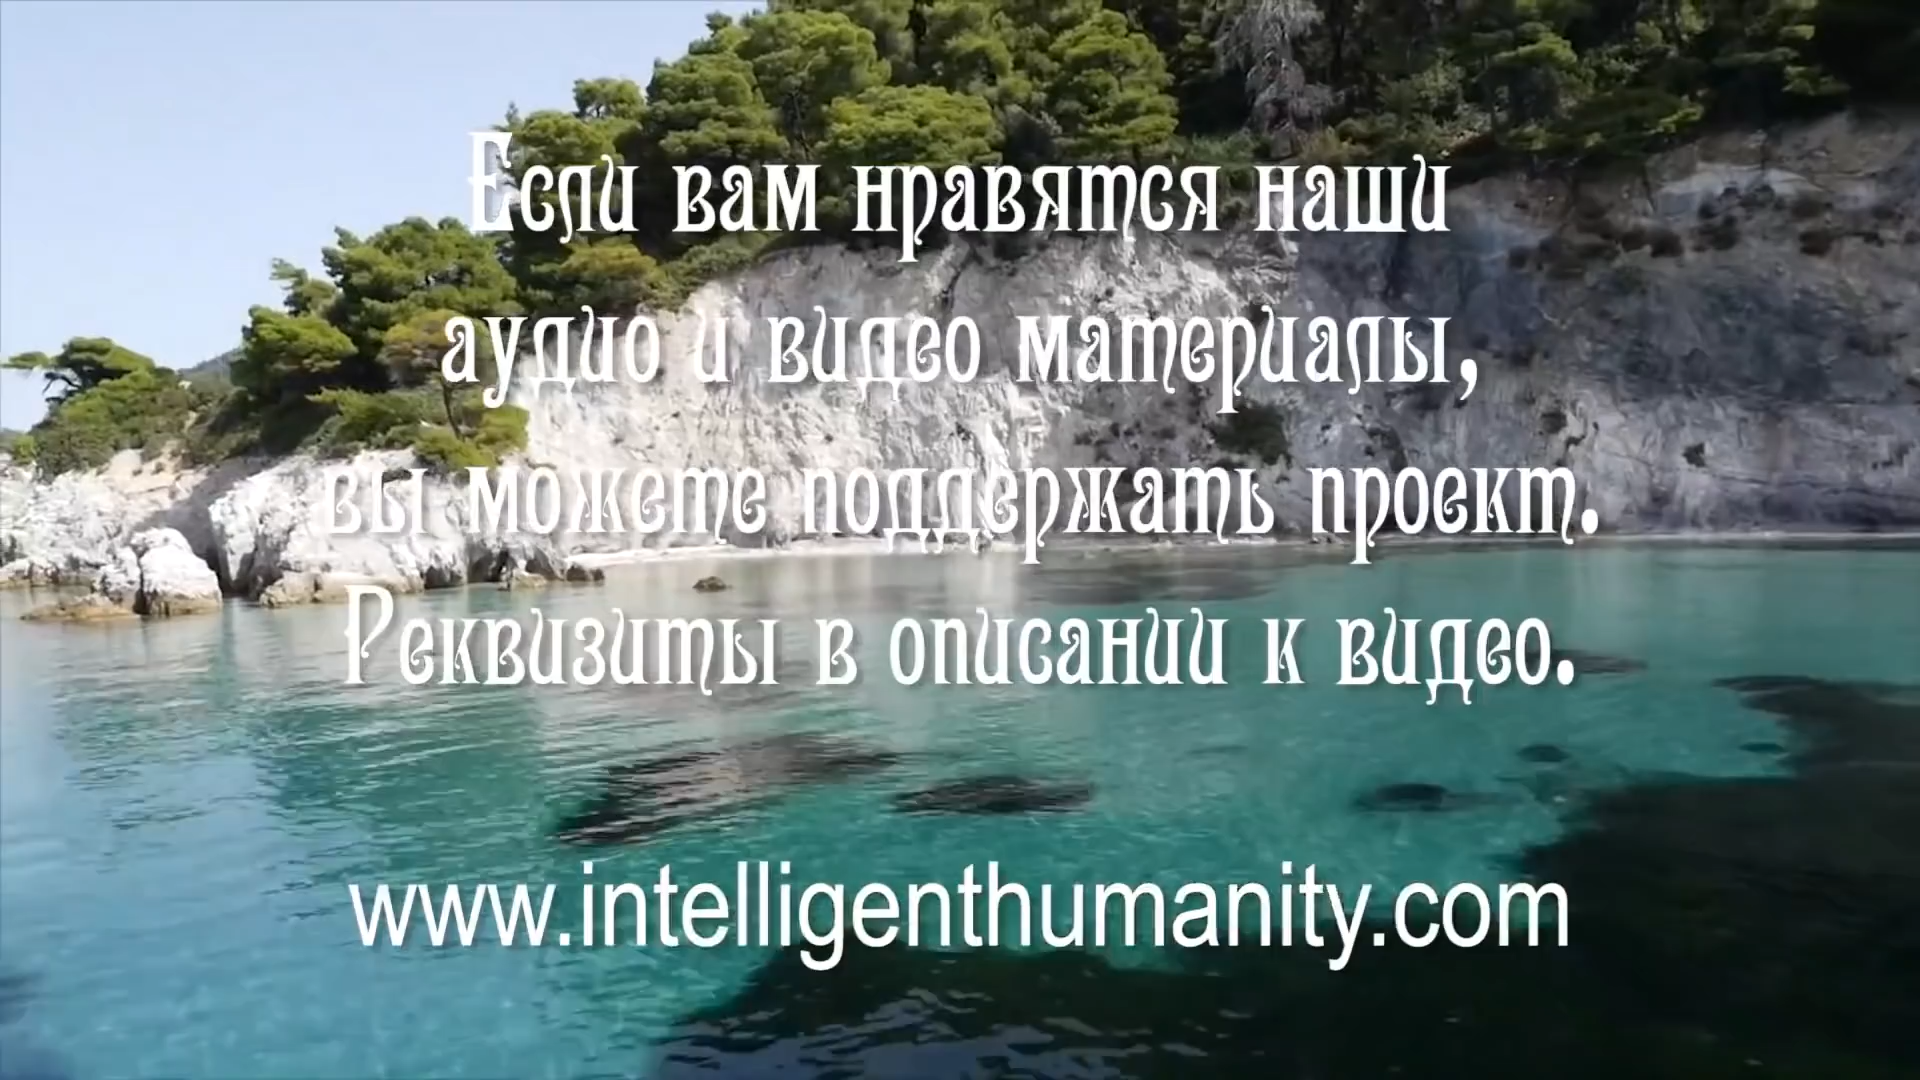 Если вам нравятся наши
аудио и видео материалы,
вы можете поддержать проект.
Реквизиты в описании к видео.
www.intelligenthumanity.com